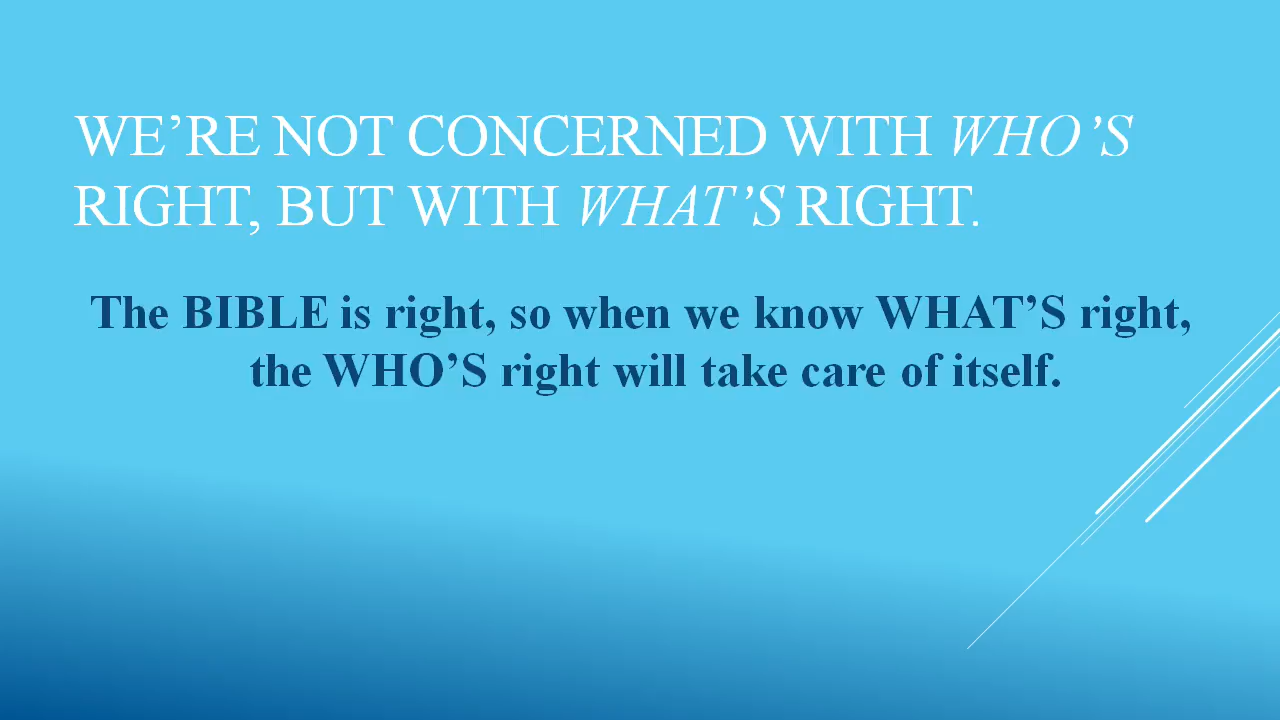 WE’RE NOT CONCERNED WITH WHO’S
RIGHT, BUT WITH WHAT’S RIGHT.
The BIBLE is right, so when we know WHAT’S right,
the WHO’S right will take care of itself.